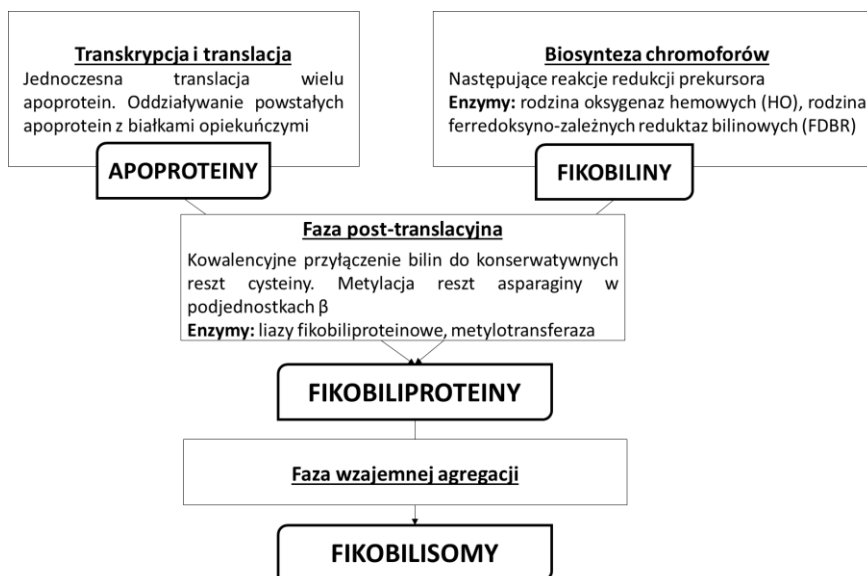 Transkrypcja i translacja
Jednoczesna translacja wielu
apoprotein. Oddziaływanie powstałych
apoprotein z białkami opiekuńczymi
APOPROTEINY
Biosynteza chromoforów
Następujące reakcje redukcji prekursora
Enzymy: rodzina oksygenaz hemowych (HO), rodzina
ferredoksyno-zależnych reduktaz bilinowych (FDBR)
FIKOBILINY
Faza post-translacyjna
Kowalencyjne przyłączenie bilin do konserwatywnych
reszt cysteiny. Metylacja reszt asparaginy w
podjednostkach β
Enzymy: liazy fikobiliproteinowe, metylotransferaza
FIKOBILIPROTEINY
Faza wzajemnej agregacji
FIKOBILISOMY